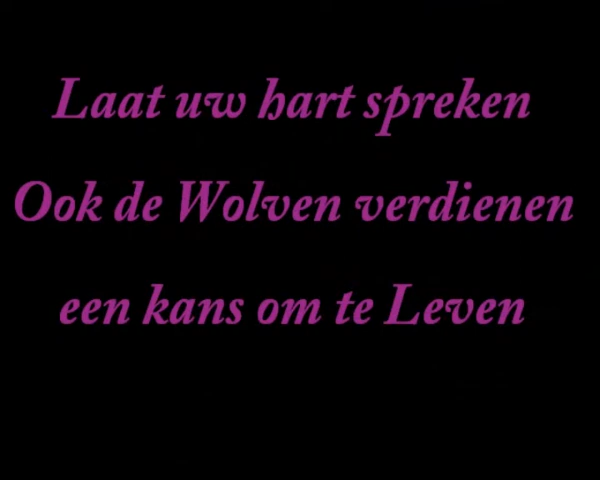 Laat uw hart spreken
Ook de Wolven verdienen
een kans om te Leven